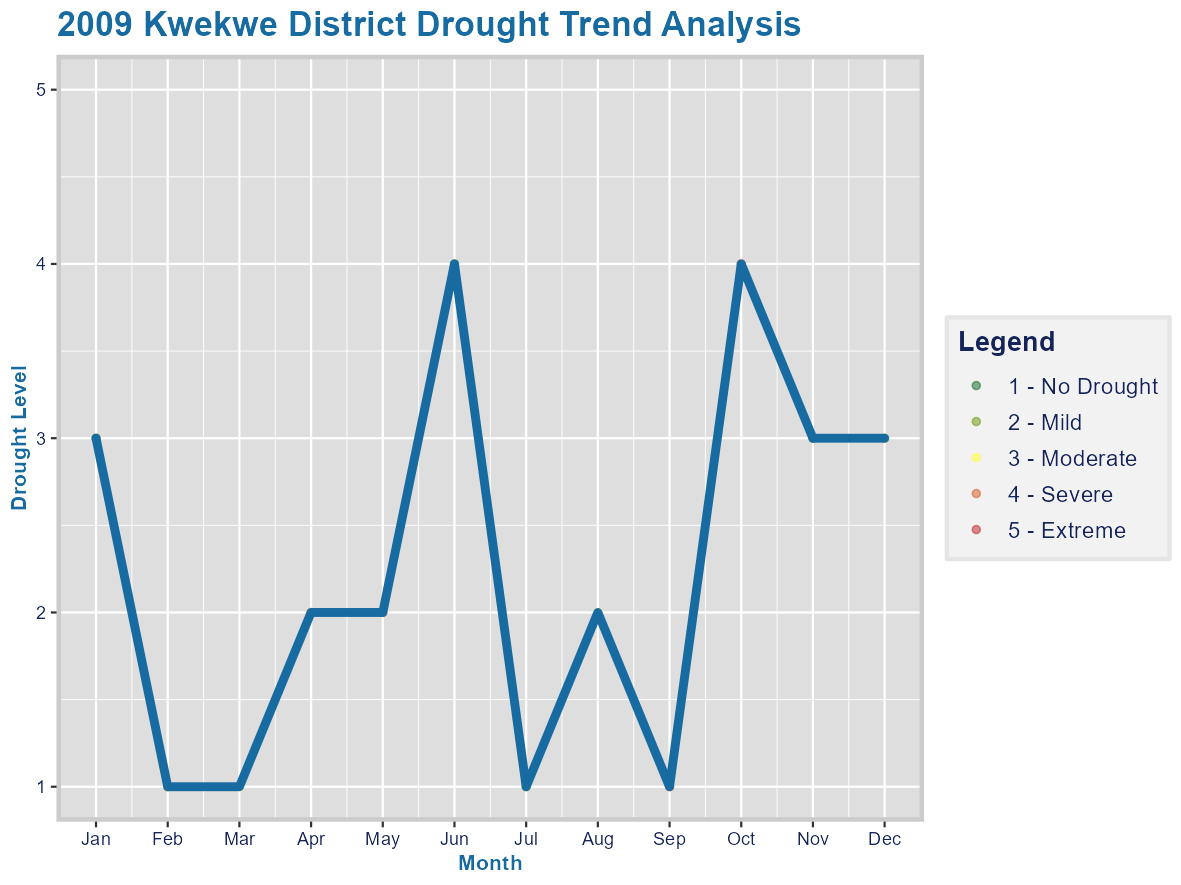 2009 Kwekwe District Drought Trend Analysis
5
4
3
2
1
Drought Level
Jan Feb Mar Apr May Jun Jul Aug Sep Oct Nov Dec
Month
Legend
1 - No Drought
2 - Mild
3 - Moderate
4 - Severe
5 - Extreme